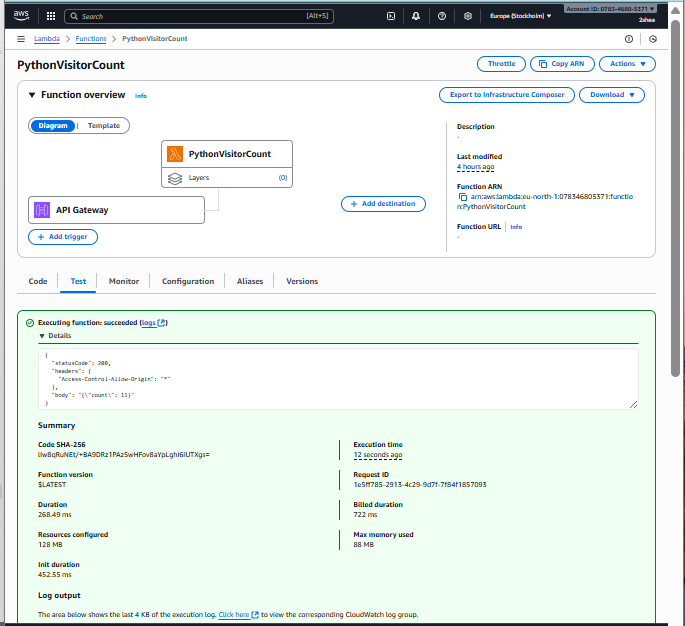 aws
Search
[Alt+S]
Europe (Stockholm) ▼
Account ID: 0783-4680-5371 ▼
2shea
Lambda > Functions > PythonVisitorCount
PythonVisitorCount
Throttle
Copy ARN
Actions ▼
▼ Function overview Info
Export to Infrastructure Composer
Download ▼
Diagram | Template
PythonVisitorCount
Layers (0)
API Gateway
+ Add trigger
+ Add destination
Description
-
Last modified
4 hours ago
Function ARN
arn:aws:lambda:eu-north-1:078346805371:functio
n:PythonVisitorCount
Function URL | Info
-
Code | Test | Monitor | Configuration | Aliases | Versions
Executing function: succeeded (logs)
▼ Details
{
"statusCode": 200,
"headers": {
"Access-Control-Allow-Origin": "*"
},
"body": "{\"count\": 11}"
}
Summary
Code SHA-256
Execution time
12 seconds ago
Function version
$LATEST
Request ID
1e5ff785-2913-4c29-9d7f-7f84f1857093
Duration
268.49 ms
Billed duration
722 ms
Resources configured
128 MB
Max memory used
88 MB
Init duration
452.55 ms
Log output
The area below shows the last 4 KB of the execution log. Click here to view the corresponding CloudWatch log group.